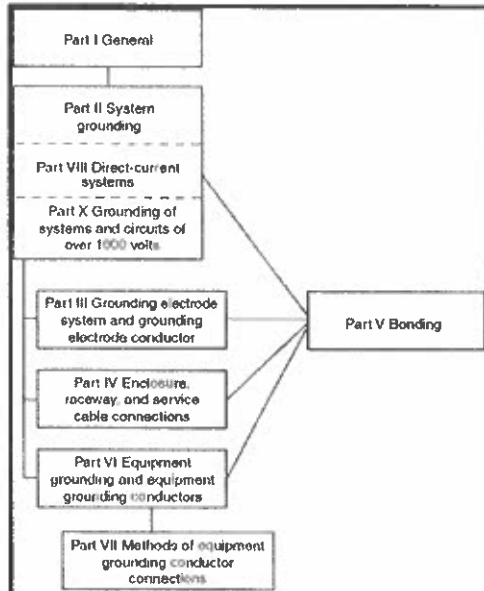 Part I General
Part II System
grounding
Part VIII Direct-current
systems
Part X Grounding of
systems and circuits of
over 1000 volts
Part III Grounding electrode
system and grounding
electrode conductor
Part V Bonding
Part IV Enclosure,
raceway, and service
cable connections
Part VI Equipment
grounding and equipment
grounding conductors
Part VII Methods of equipment
grounding conductor
connections